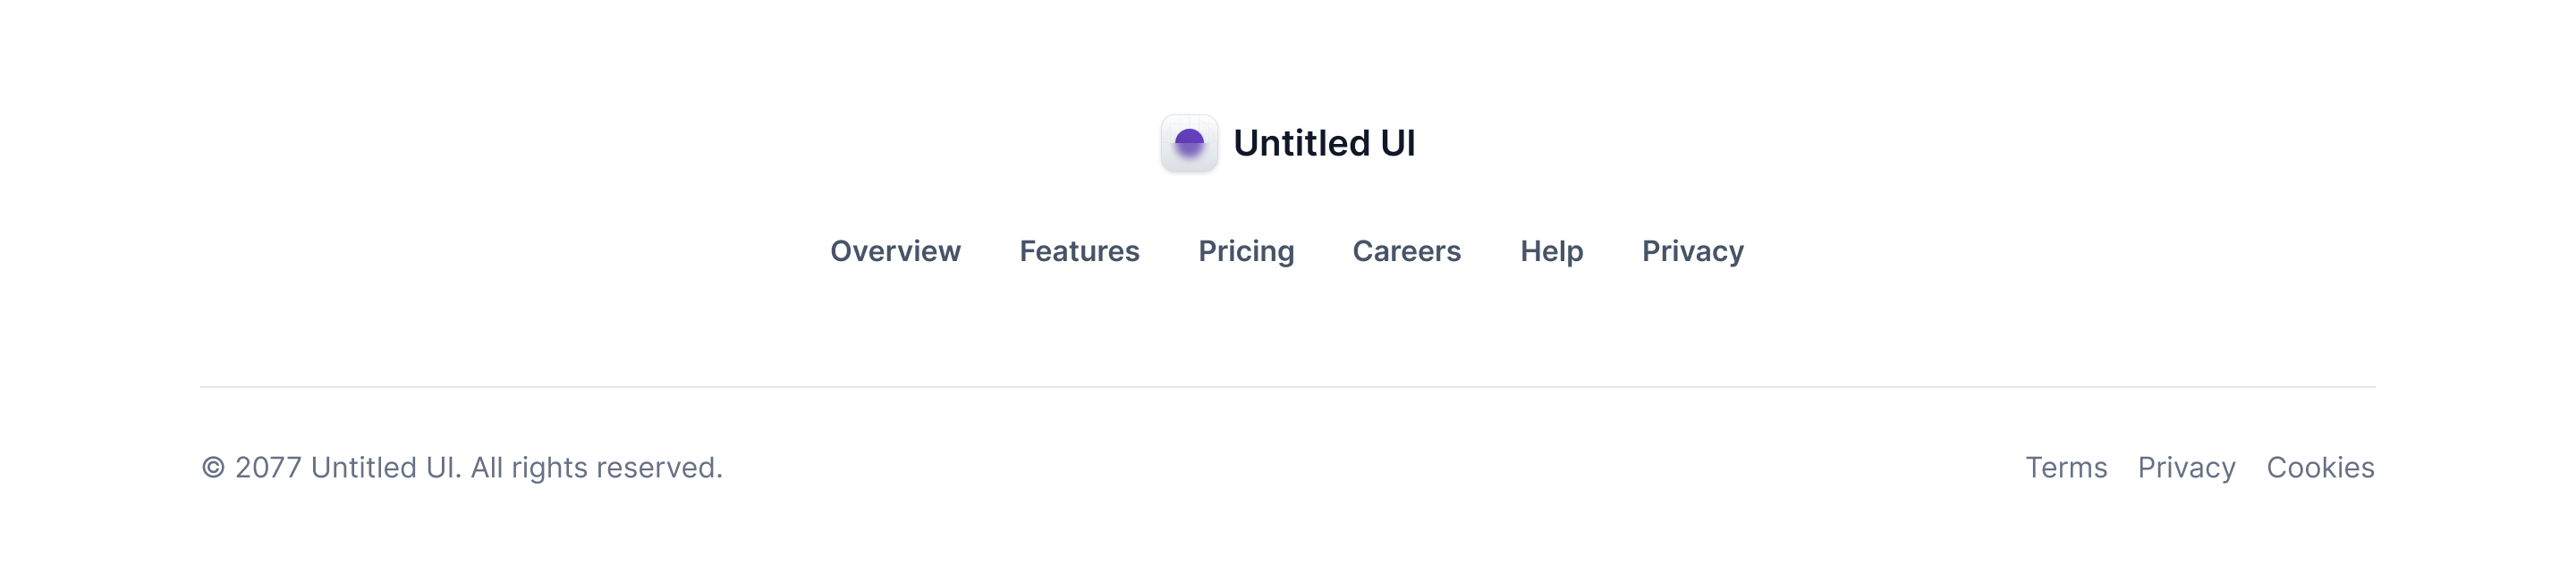 Untitled UI
Overview Features Pricing Careers Help Privacy
© 2077 Untitled UI. All rights reserved.
Terms Privacy Cookies